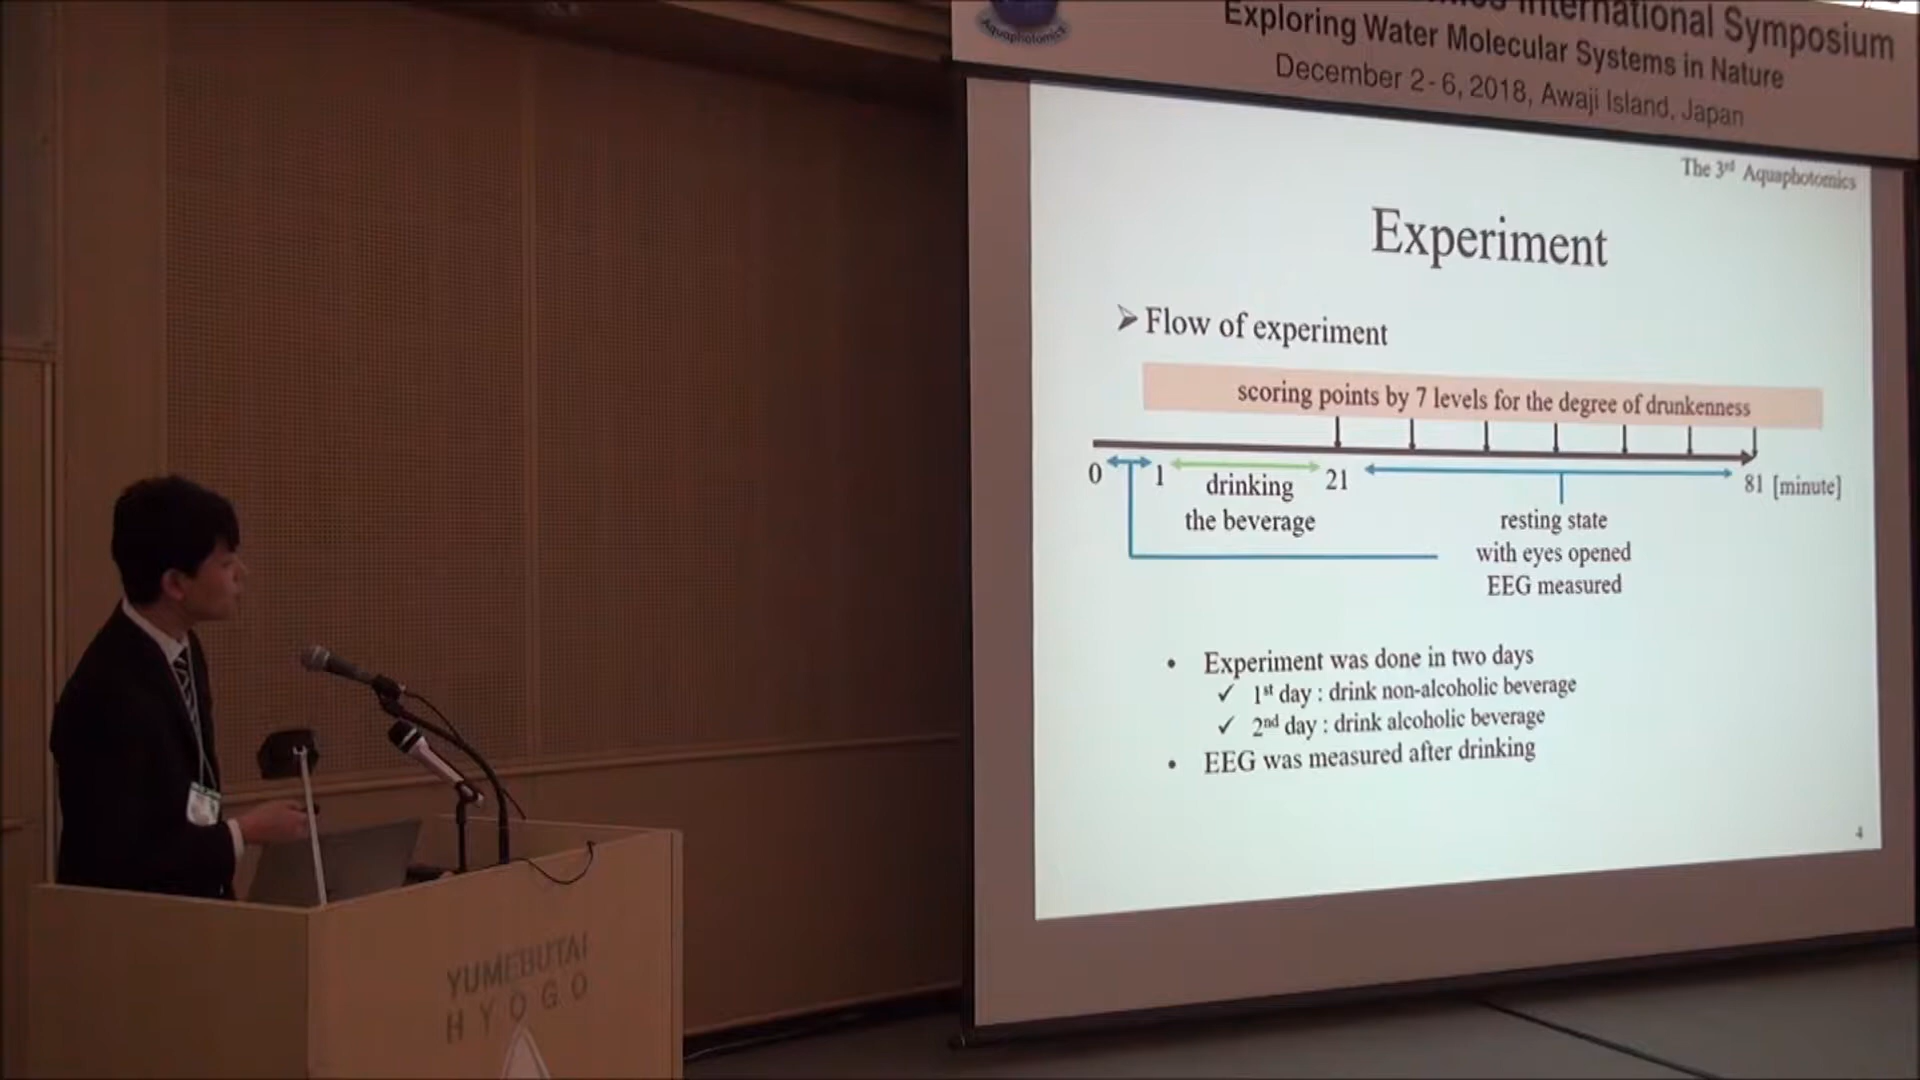 International Symposium
Exploring Water Molecular Systems in Nature
December 2-6, 2018, Awaji Island, Japan
Aquaphotomics
The 3rd Aquaphotomics
Experiment
➢ Flow of experiment
scoring points by 7 levels for the degree of drunkenness
0 1 21 81 [minute]
drinking
the beverage
resting state
with eyes opened
EEG measured
• Experiment was done in two days
✓ 1st day : drink non-alcoholic beverage
✓ 2nd day : drink alcoholic beverage
• EEG was measured after drinking
4
YUMEBUTAI
HYOGO